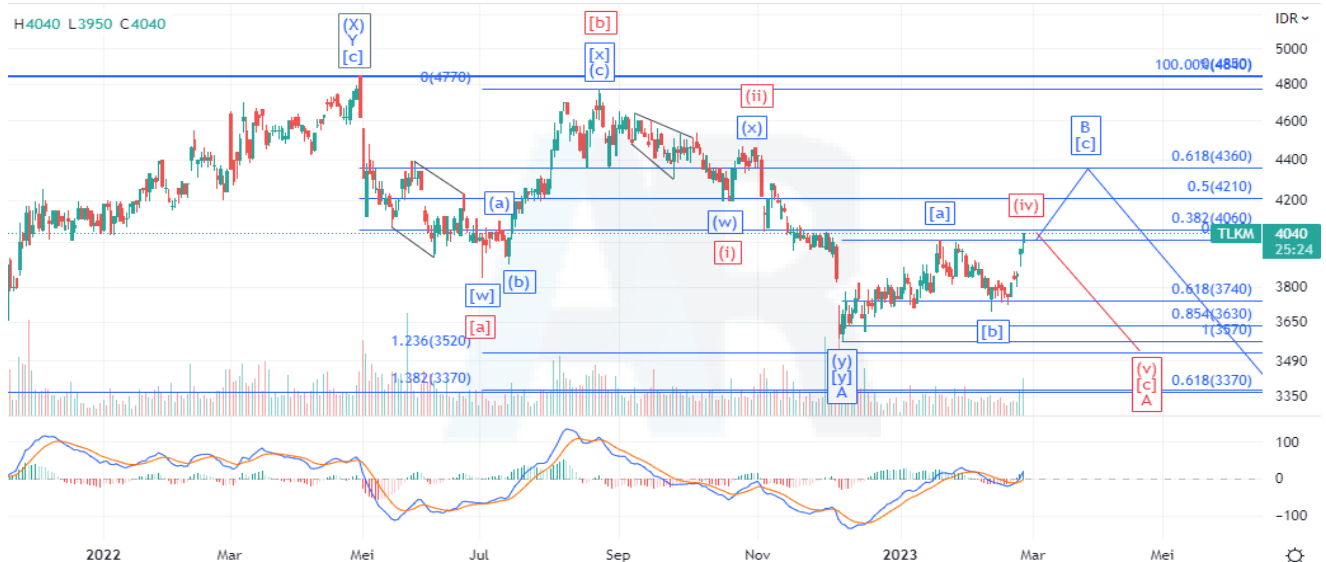 H4040 L3950 C4040
IDR
(X)
Y
[c]
[b]
[x]
(c)
5000
0(4770)
4800
(ii)
(x)
4600
B
[c]
0.618(4360)
4400
(a)
0.5(4210)
4200
(w)
(i)
[a]
(iv)
0.382(4060)
TLKM
4040
25:24
[w]
(b)
[a]
3800
0.618(3740)
[b]
0.854(3630)
3650
1(3570)
1.236(3520)
3490
(y)
[y]
A
(v)
[c]
A
1.382(3370)
0.618(3370)
3350
AR
100
0
−100
2022
Mar
Mei
Jul
Sep
Nov
2023
Mar
Mei